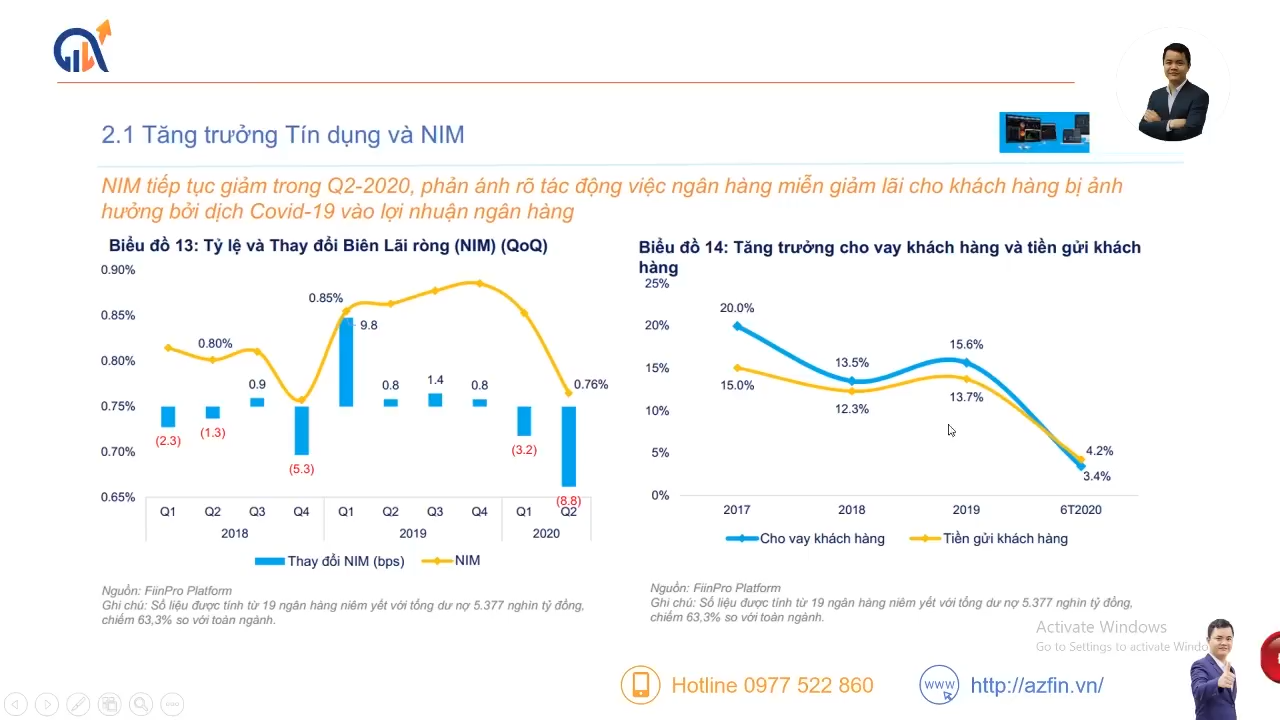 2.1 Tăng trưởng Tín dụng và NIM
NIM tiếp tục giảm trong Q2-2020, phản ánh rõ tác động việc ngân hàng miễn giảm lãi cho khách hàng bị ảnh
hưởng bởi dịch Covid-19 vào lợi nhuận ngân hàng
Biểu đồ 13: Tỷ lệ và Thay đổi Biên Lãi ròng (NIM) (QoQ)
0.90%
0.85%
0.80%
0.75%
0.70%
0.65%
0.85%
9.8
0.80%
0.9
0.8
1.4
0.8
0.76%
(2.3)
(1.3)
(5.3)
(3.2)
(8.8)
Q1 Q2 Q3 Q4 Q1 Q2 Q3 Q4 Q1 Q2
2018 2019 2020
Thay đổi NIM (bps) NIM
Nguồn: FiinPro Platform
Ghi chú: Số liệu được tính từ 19 ngân hàng niêm yết với tổng dư nợ 5.377 nghìn tỷ đồng,
chiếm 63,3% so với toàn ngành.
Biểu đồ 14: Tăng trưởng cho vay khách hàng và tiền gửi khách
hàng
25%
20%
15%
10%
5%
0%
20.0%
13.5%
15.6%
15.0%
12.3%
13.7%
4.2%
3.4%
2017 2018 2019 6T2020
Cho vay khách hàng Tiền gửi khách hàng
Nguồn: FiinPro Platform
Ghi chú: Số liệu được tính từ 19 ngân hàng niêm yết với tổng dư nợ 5.377 nghìn tỷ đồng,
chiếm 63,3% so với toàn ngành.
Activate Windows
Go to Settings to activate Windo
Hotline 0977 522 860
www
http://azfin.vn/